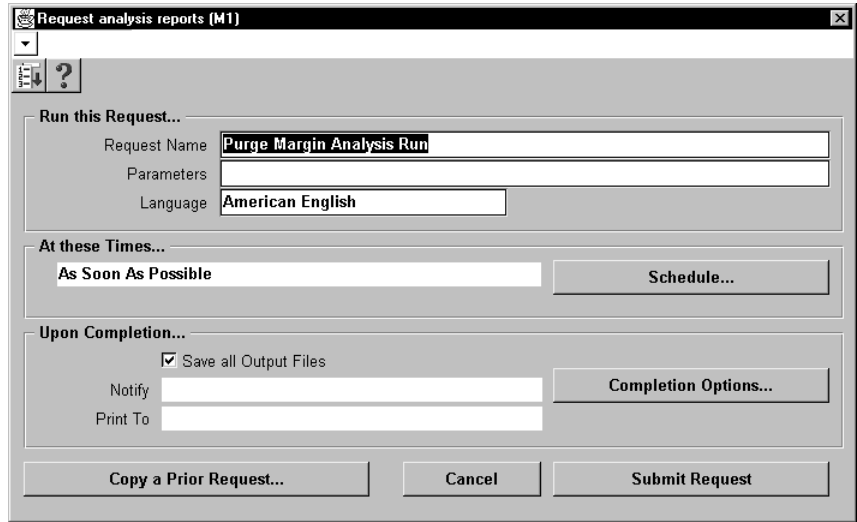 Request analysis reports (M1)
Run this Request...
Request Name Purge Margin Analysis Run
Parameters
Language American English
At these Times...
As Soon As Possible Schedule...
Upon Completion...
Save all Output Files
Notify Completion Options...
Print To
Copy a Prior Request... Cancel Submit Request